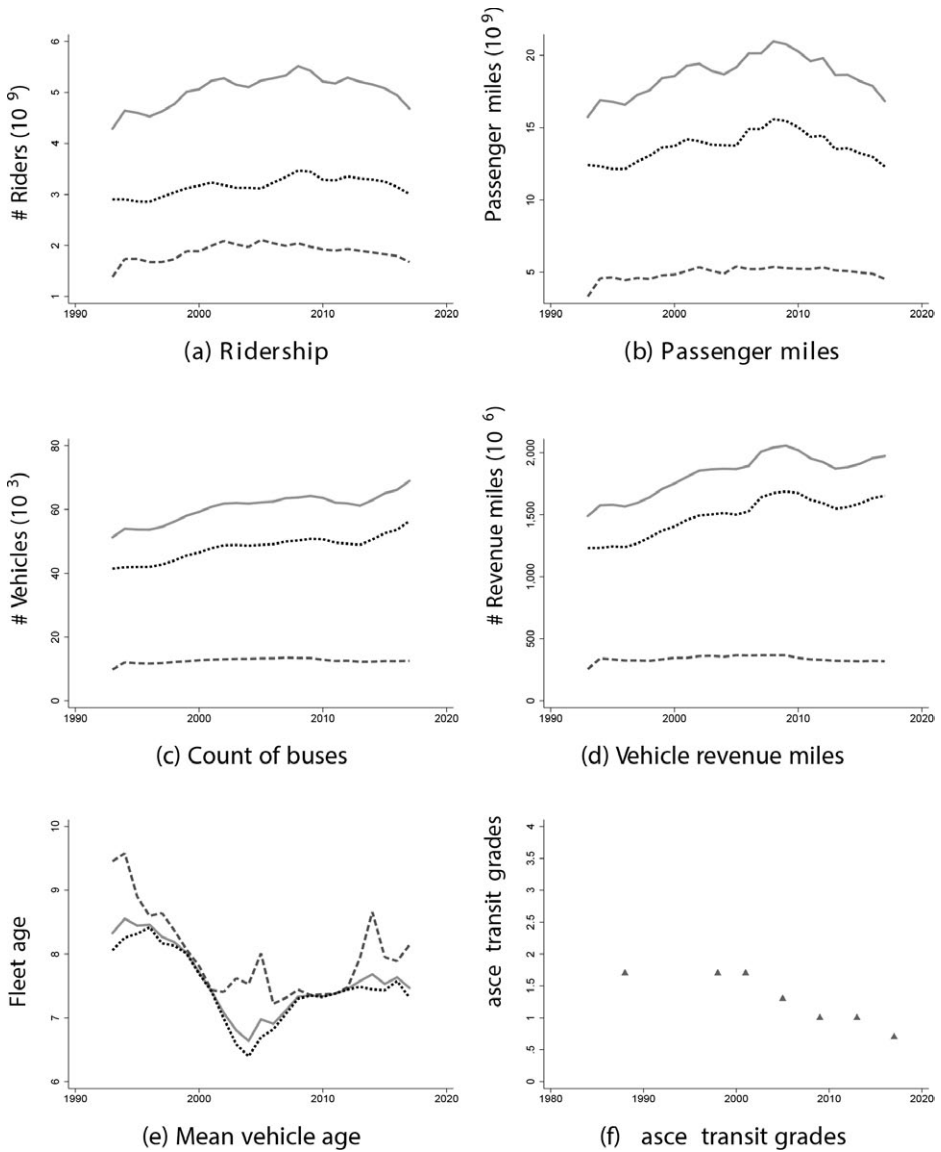 # Riders (10 9)
6
5
4
3
2
1
1990 2000 2010 2020
(a) Ridership
Passenger miles (10 9)
20
15
10
5
1990 2000 2010 2020
(b) Passenger miles
# Vehicles (10 3)
80
60
40
20
0
1990 2000 2010 2020
(c) Count of buses
# Revenue miles (10 6)
2,000
1,500
1,000
500
0
1990 2000 2010 2020
(d) Vehicle revenue miles
Fleet age
10
9
8
7
6
1990 2000 2010 2020
(e) Mean vehicle age
asce transit grades
4
3.5
3
2.5
2
1.5
1
.5
0
1980 1990 2000 2010 2020
(f) asce transit grades